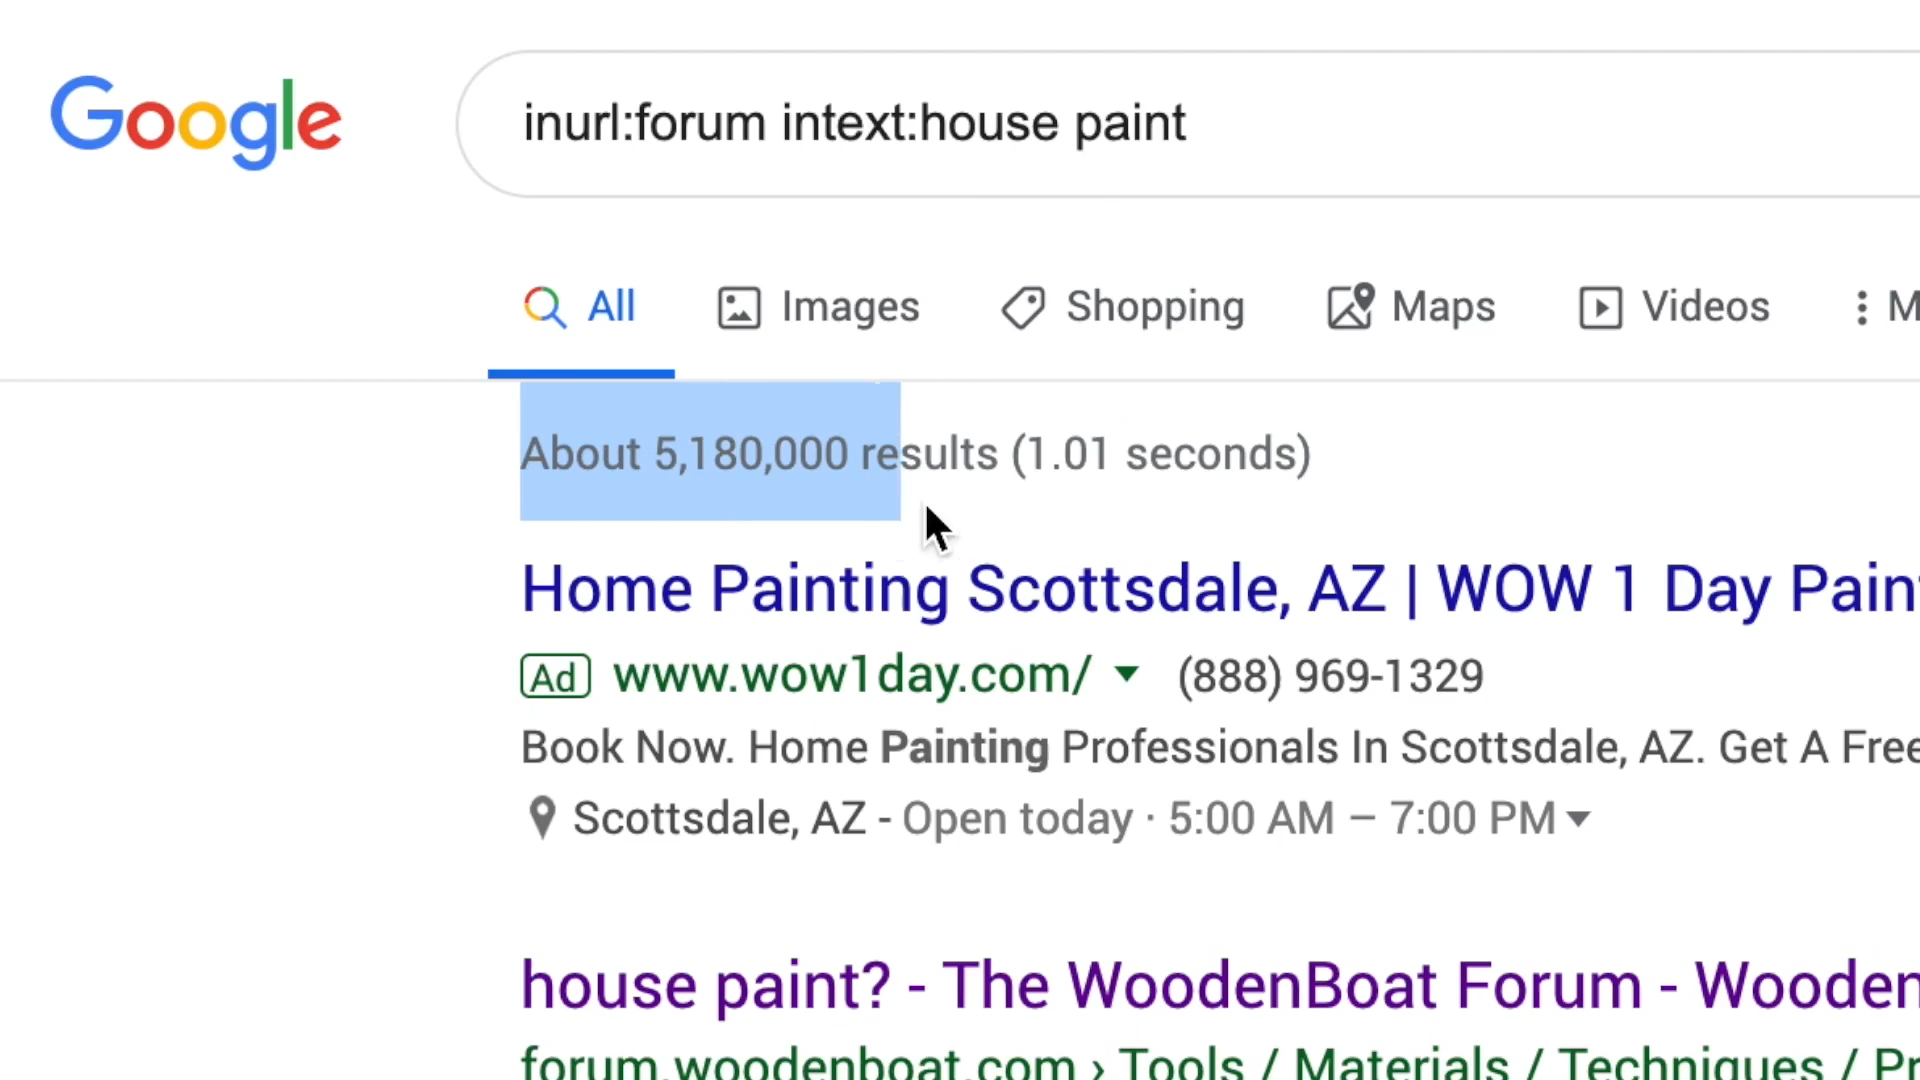 Google
inurl:forum intext:house paint
All Images Shopping Maps Videos
About 5,180,000 results (1.01 seconds)
Home Painting Scottsdale, AZ | WOW 1 Day
Ad www.wow1day.com/ (888) 969-1329
Book Now. Home Painting Professionals In Scottsdale, AZ. Get A Free
Scottsdale, AZ - Open today · 5:00 AM – 7:00 PM
house paint? - The WoodenBoat Forum - Wooden
forum.woodenboat.com › Tools / Materials / Techniques /